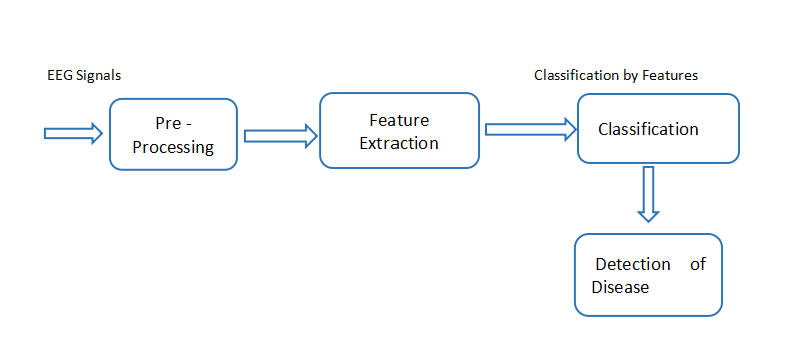 EEG Signals
Classification by Features
Pre -
Processing
Feature
Extraction
Classification
Detection of
Disease